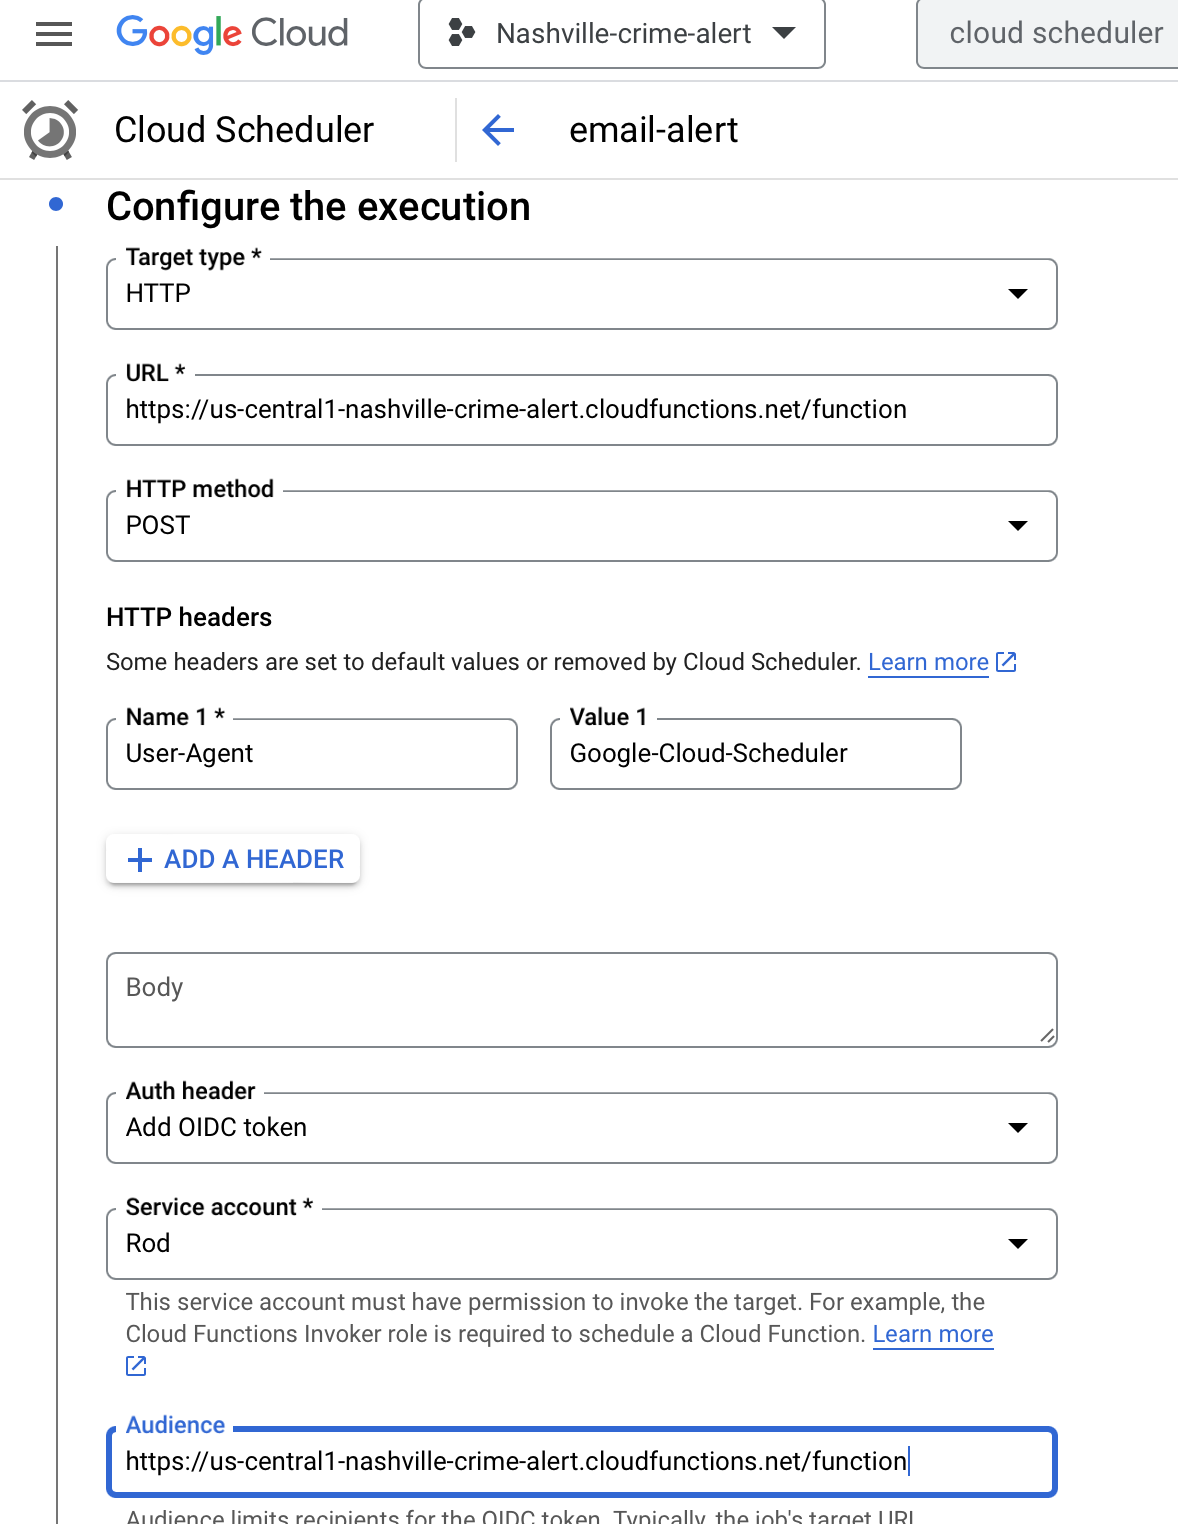 Google Cloud
Nashville-crime-alert
cloud scheduler
Cloud Scheduler
email-alert
Configure the execution
Target type *
HTTP
URL *
https://us-central1-nashville-crime-alert.cloudfunctions.net/function
HTTP method
POST
HTTP headers
Some headers are set to default values or removed by Cloud Scheduler. Learn more
Name 1 *
User-Agent
Value 1
Google-Cloud-Scheduler
ADD A HEADER
Body
Auth header
Add OIDC token
Service account *
Rod
This service account must have permission to invoke the target. For example, the
Cloud Functions Invoker role is required to schedule a Cloud Function. Learn more
Audience
https://us-central1-nashville-crime-alert.cloudfunctions.net/function
Audience limits recipients for the OIDC token. Typically, the job's target URL